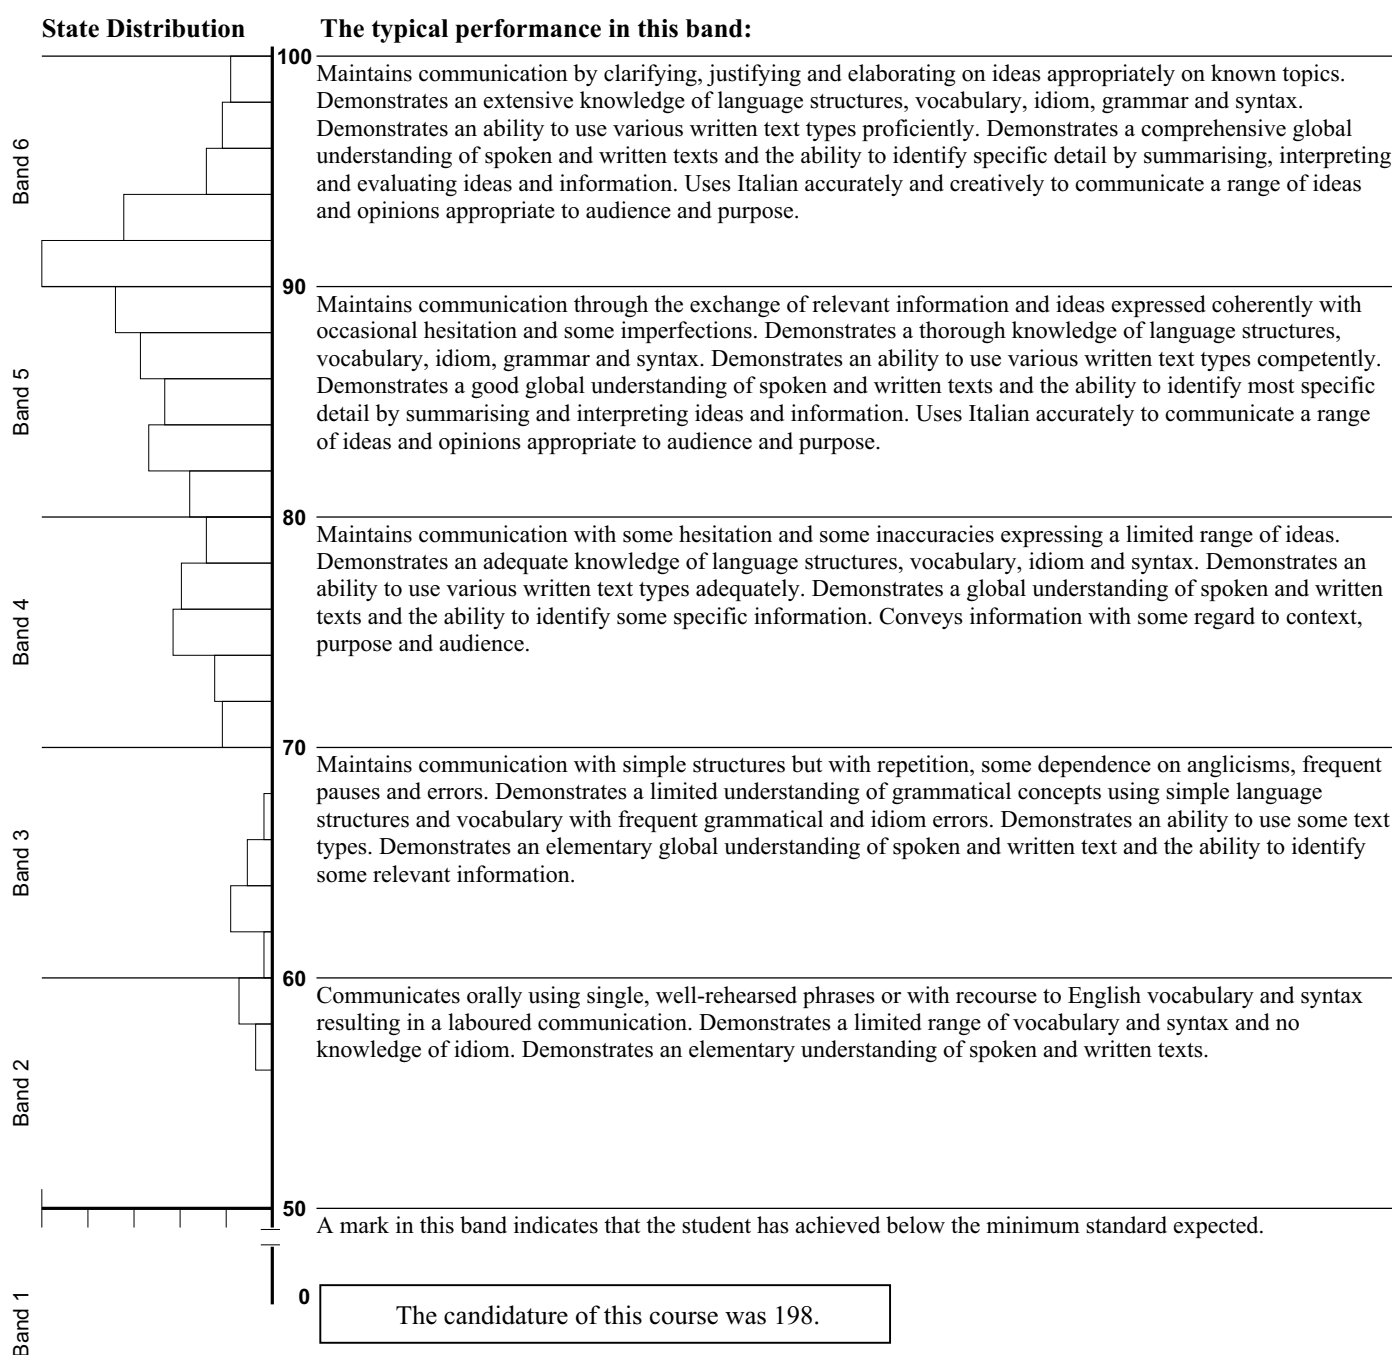 State Distribution
The typical performance in this band:
100
Band 6
Maintains communication by clarifying, justifying and elaborating on ideas appropriately on known topics.
Demonstrates an extensive knowledge of language structures, vocabulary, idiom, grammar and syntax.
Demonstrates an ability to use various written text types proficiently. Demonstrates a comprehensive global
understanding of spoken and written texts and the ability to identify specific detail by summarising, interpreting
and evaluating ideas and information. Uses Italian accurately and creatively to communicate a range of ideas
and opinions appropriate to audience and purpose.
90
Band 5
Maintains communication through the exchange of relevant information and ideas expressed coherently with
occasional hesitation and some imperfections. Demonstrates a thorough knowledge of language structures,
vocabulary, idiom, grammar and syntax. Demonstrates an ability to use various written text types competently.
Demonstrates a good global understanding of spoken and written texts and the ability to identify most specific
detail by summarising and interpreting ideas and information. Uses Italian accurately to communicate a range
of ideas and opinions appropriate to audience and purpose.
80
Band 4
Maintains communication with some hesitation and some inaccuracies expressing a limited range of ideas.
Demonstrates an adequate knowledge of language structures, vocabulary, idiom and syntax. Demonstrates an
ability to use various written text types adequately. Demonstrates a global understanding of spoken and written
texts and the ability to identify some specific information. Conveys information with some regard to context,
purpose and audience.
70
Band 3
Maintains communication with simple structures but with repetition, some dependence on anglicisms, frequent
pauses and errors. Demonstrates a limited understanding of grammatical concepts using simple language
structures and vocabulary with frequent grammatical and idiom errors. Demonstrates an ability to use some text
types. Demonstrates an elementary global understanding of spoken and written text and the ability to identify
some relevant information.
60
Band 2
Communicates orally using single, well-rehearsed phrases or with recourse to English vocabulary and syntax
resulting in a laboured communication. Demonstrates a limited range of vocabulary and syntax and no
knowledge of idiom. Demonstrates an elementary understanding of spoken and written texts.
50
A mark in this band indicates that the student has achieved below the minimum standard expected.
Band 1
0
The candidature of this course was 198.